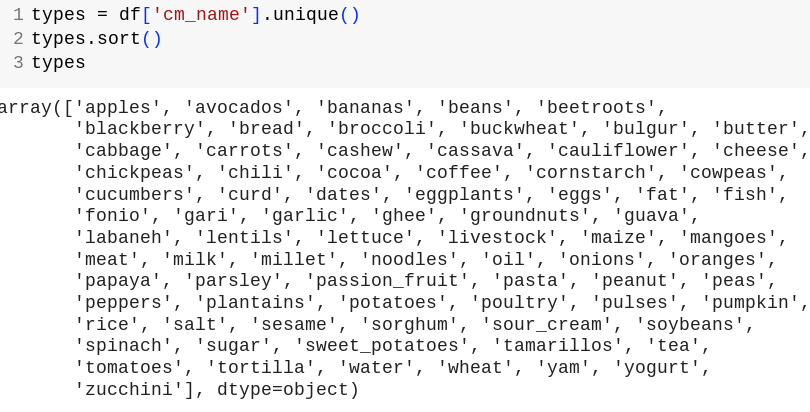 1 types = df['cm_name'].unique()
2 types.sort()
3 types
array(['apples', 'avocados', 'bananas', 'beans', 'beetroots',
'blackberry', 'bread', 'broccoli', 'buckwheat', 'bulgur', 'butter',
'cabbage', 'carrots', 'cashew', 'cassava', 'cauliflower', 'cheese',
'chickpeas', 'chili', 'cocoa', 'coffee', 'cornstarch', 'cowpeas',
'cucumbers', 'curd', 'dates', 'eggplants', 'eggs', 'fat', 'fish',
'fonio', 'gari', 'garlic', 'ghee', 'groundnuts', 'guava',
'labaneh', 'lentils', 'lettuce', 'livestock', 'maize', 'mangoes',
'meat', 'milk', 'millet', 'noodles', 'oil', 'onions', 'oranges',
'papaya', 'parsley', 'passion_fruit', 'pasta', 'peanut', 'peas',
'peppers', 'plantains', 'potatoes', 'poultry', 'pulses', 'pumpkin',
'rice', 'salt', 'sesame', 'sorghum', 'sour_cream', 'soybeans',
'spinach', 'sugar', 'sweet_potatoes', 'tamarillos', 'tea',
'tomatoes', 'tortilla', 'water', 'wheat', 'yam', 'yogurt',
'zucchini'], dtype=object)